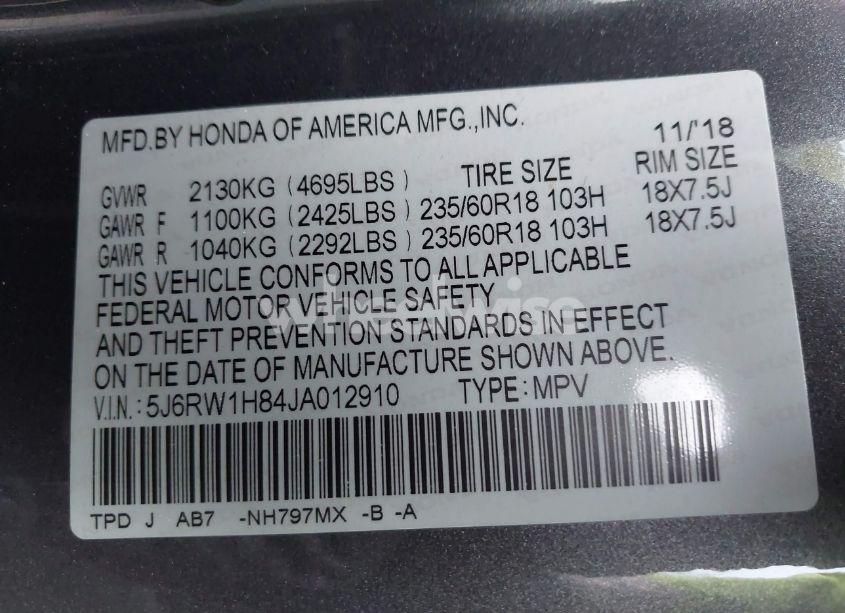 MFD.BY HONDA OF AMERICA MFG.,INC. 11/'18
TIRE SIZE RIM SIZE
GVWR 2130KG (4695LBS)
GAWR F 1100KG (2425LBS) 235/60R18 103H 18X7.5J
GAWR R 1040KG (2292LBS) 235/60R18 103H 18X7.5J
THIS VEHICLE CONFORMS TO ALL APPLICABLE
FEDERAL MOTOR VEHICLE SAFETY
AND THEFT PREVENTION STANDARDS IN EFFECT
ON THE DATE OF MANUFACTURE SHOWN ABOVE.
V.I.N.: 5J6RW1H84JA012910 TYPE: MPV
TPD J AB7 -NH797MX -B -A